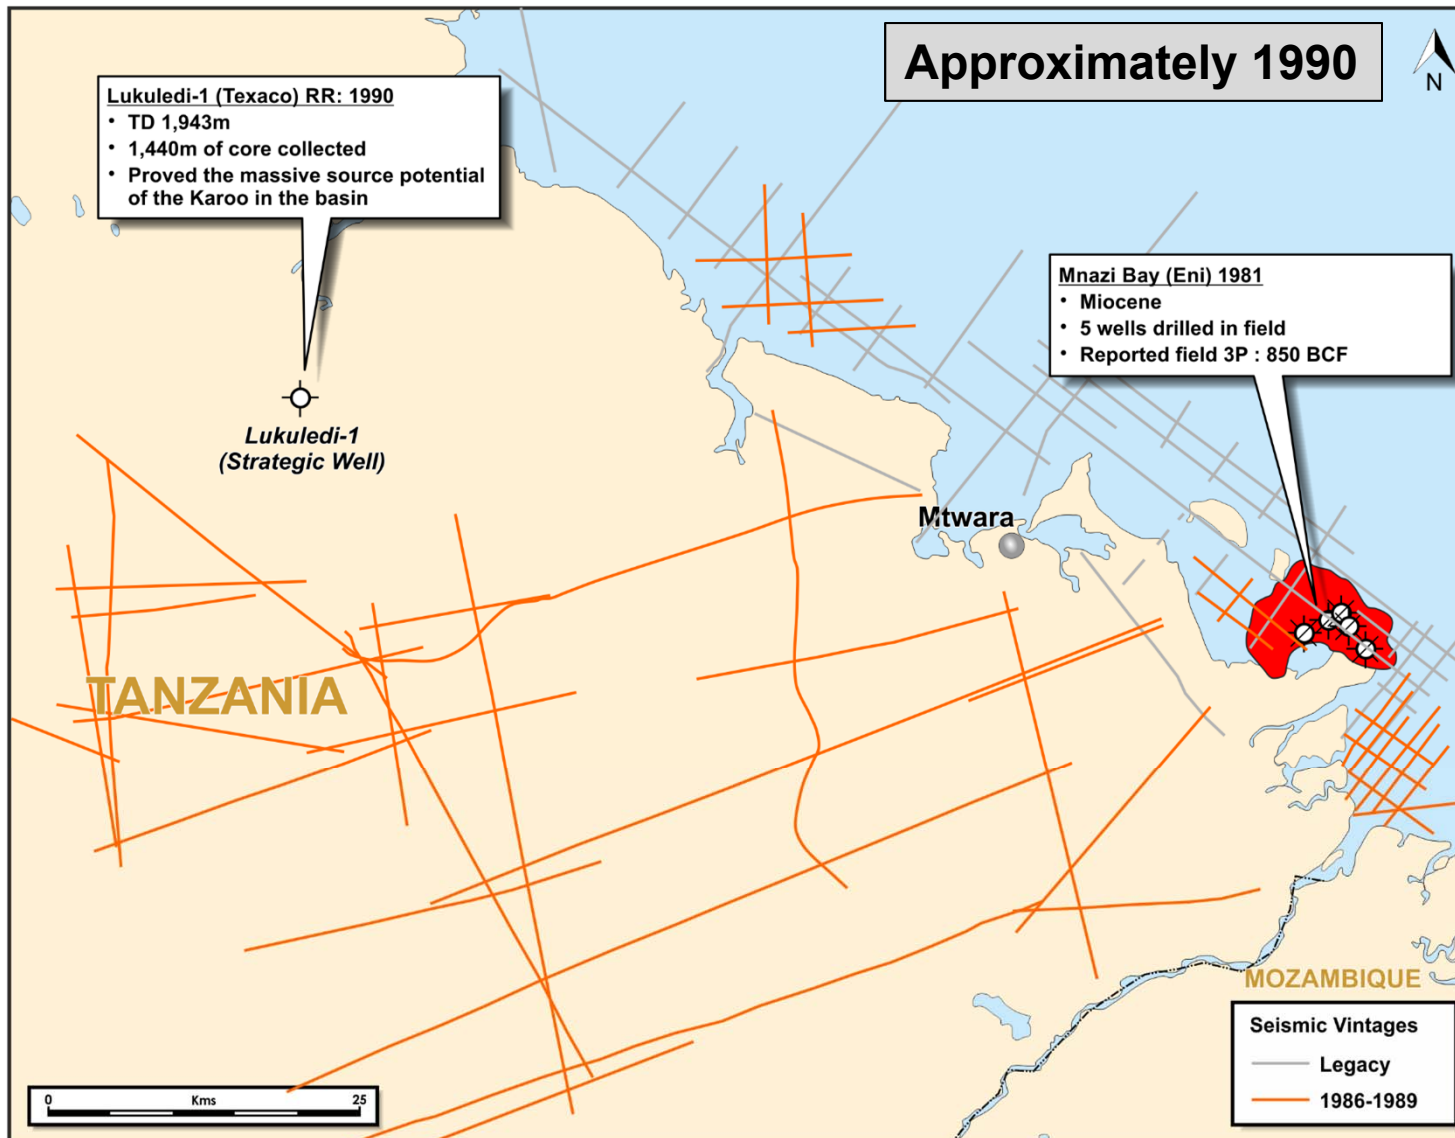 Approximately 1990
N
Lukuledi-1 (Texaco) RR: 1990
• TD 1,943m
• 1,440m of core collected
• Proved the massive source potential
of the Karoo in the basin
Mnazi Bay (Eni) 1981
• Miocene
• 5 wells drilled in field
• Reported field 3P : 850 BCF
Lukuledi-1
(Strategic Well)
Mtwara
TANZANIA
MOZAMBIQUE
Seismic Vintages
Legacy
1986-1989
0 Kms 25